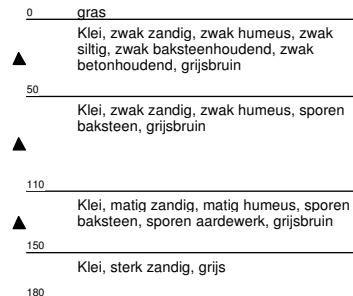 0 gras
Klei, zwak zandig, zwak humeus, zwak
siltig, zwak baksteenhoudend, zwak
betonhoudend, grijsbruin
50
Klei, zwak zandig, zwak humeus, sporen
baksteen, grijsbruin
110
Klei, matig zandig, matig humeus, sporen
baksteen, sporen aardewerk, grijsbruin
150
Klei, sterk zandig, grijs
180